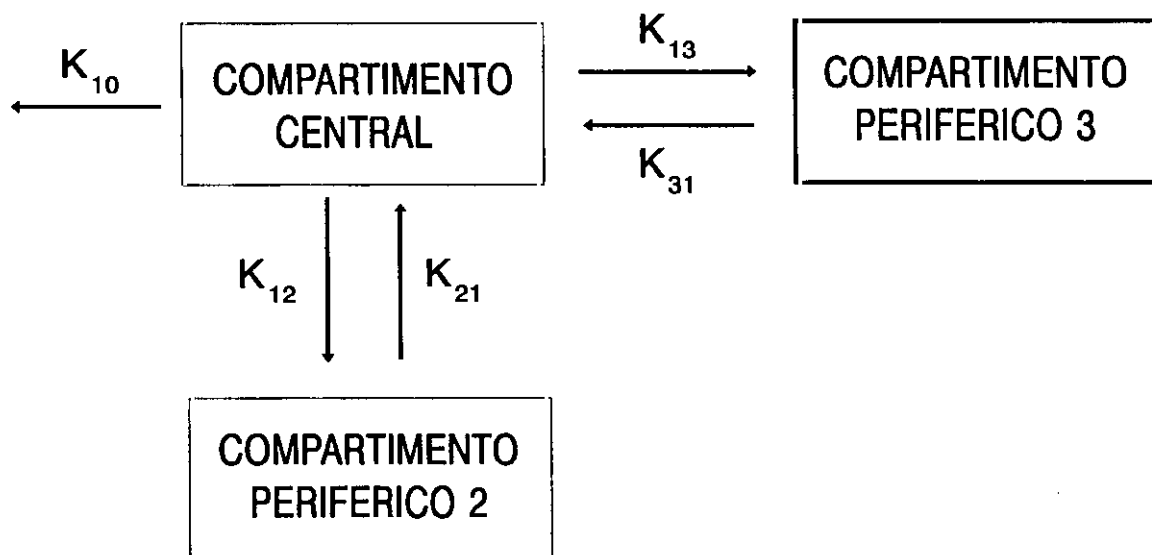 K₁₀
COMPARTIMENTO
CENTRAL
K₁₃
K₃₁
COMPARTIMENTO
PERIFERICO 3
K₁₂
K₂₁
COMPARTIMENTO
PERIFERICO 2